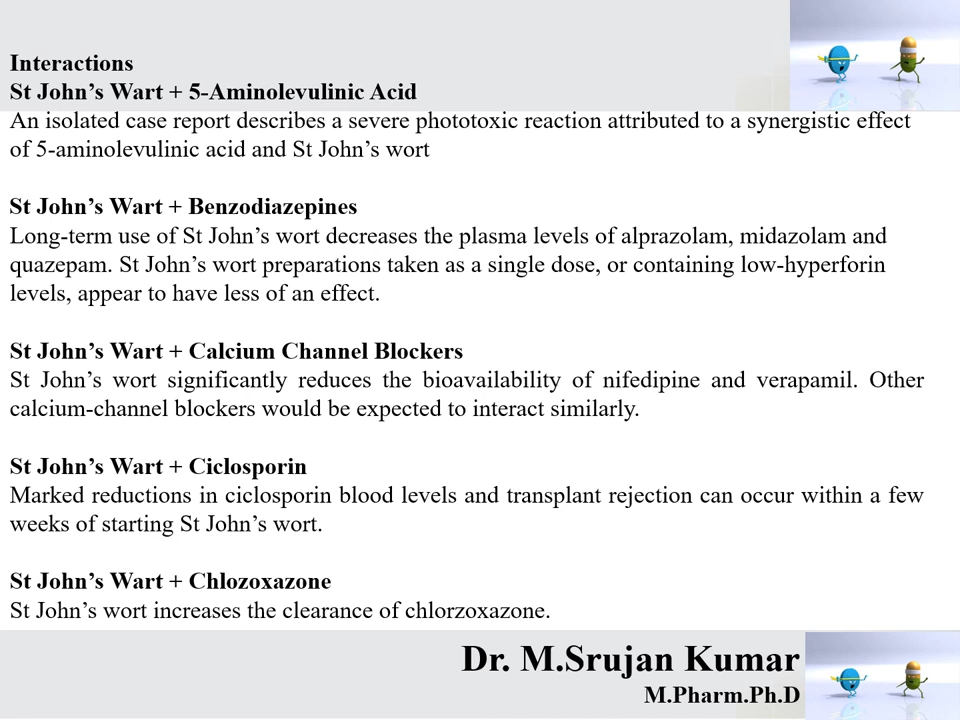 Interactions
St John’s Wart + 5-Aminolevulinic Acid
An isolated case report describes a severe phototoxic reaction attributed to a synergistic effect
of 5-aminolevulinic acid and St John’s wort
St John’s Wart + Benzodiazepines
Long-term use of St John’s wort decreases the plasma levels of alprazolam, midazolam and
quazepam. St John’s wort preparations taken as a single dose, or containing low-hyperforin
levels, appear to have less of an effect.
St John’s Wart + Calcium Channel Blockers
St John’s wort significantly reduces the bioavailability of nifedipine and verapamil. Other
calcium-channel blockers would be expected to interact similarly.
St John’s Wart + Ciclosporin
Marked reductions in ciclosporin blood levels and transplant rejection can occur within a few
weeks of starting St John’s wort.
St John’s Wart + Chlozoxazone
St John’s wort increases the clearance of chlorzoxazone.
Dr. M.Srujan Kumar
M.Pharm.Ph.D